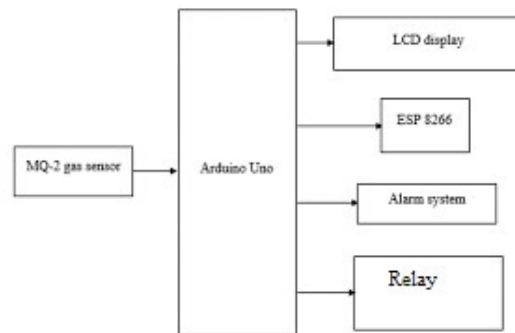 LCD display
ESP 8266
MQ-2 gas sensor
Arduino Uno
Alarm system
Relay